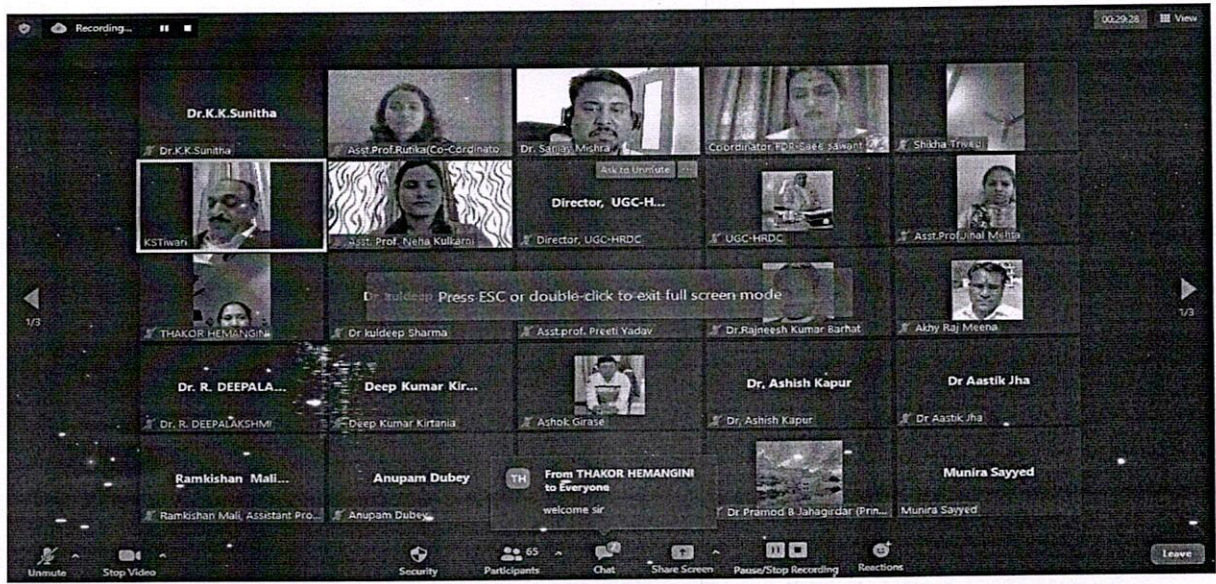 Recording...
00:29:28
View
Dr.K.K.Sunitha
Dr.K.K.Sunitha
Asst.Prof.Rutika(Co-Cordinato
Dr. Sanjay Mishra
Coordinator FDP-Saee sawant
Shikha Trivedi
KSTiwari
Asst. Prof. Neha Kulkarni
Ask to Unmute
...
Director, UGC-H...
Director, UGC-HRDC
UGC-HRDC
Asst.Prof.Jinal Mehta
1/3
THAKOR HEMANGINI
Dr kuldeep
Press ESC or double-click to exit full screen mode
Dr kuldeep Sharma
Asst.prof. Preeti Yadav
Dr.Rajneesh Kumar Barhat
Akhy Raj Meena
1/3
Dr. R. DEEPALA...
Dr. R. DEEPALAKSHMI
Deep Kumar Kir...
Deep Kumar Kirtania
Ashok Girase
Dr, Ashish Kapur
Dr, Ashish Kapur
Dr Aastik Jha
Dr Aastik Jha
Ramkishan Mali...
Ramkishan Mali, Assistant Pro...
Anupam Dubey
Anupam Dubey
TH
From THAKOR HEMANGINI
to Everyone
welcome sir
Dr Pramod B Jahagirdar (Prin...
Munira Sayyed
Munira Sayyed
Unmute
Stop Video
Security
65
Participants
Chat
Share Screen
Pause/Stop Recording
Reactions
Leave